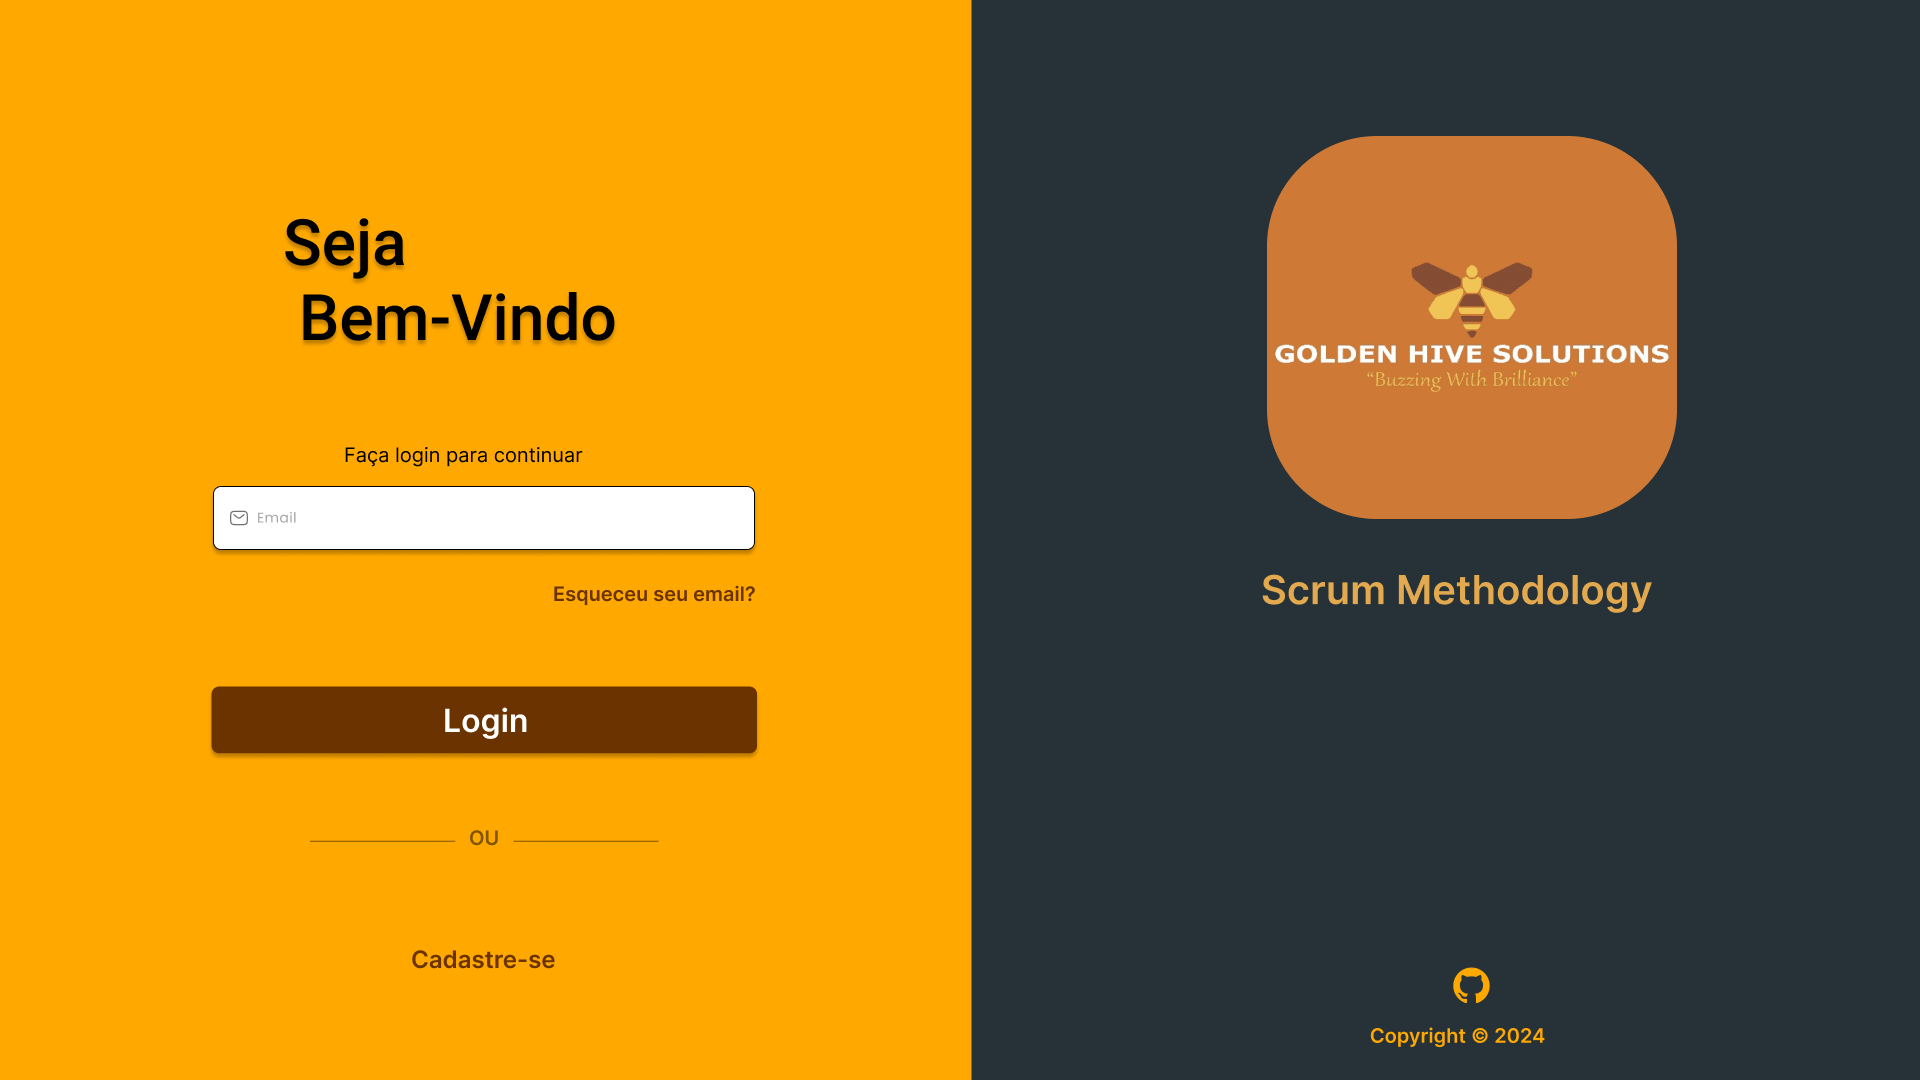 Seja
Bem-Vindo
Faça login para continuar
Email
Esqueceu seu email?
Login
OU
Cadastre-se
GOLDEN HIVE SOLUTIONS
“Buzzing With Brilliance”
Scrum Methodology
Copyright © 2024